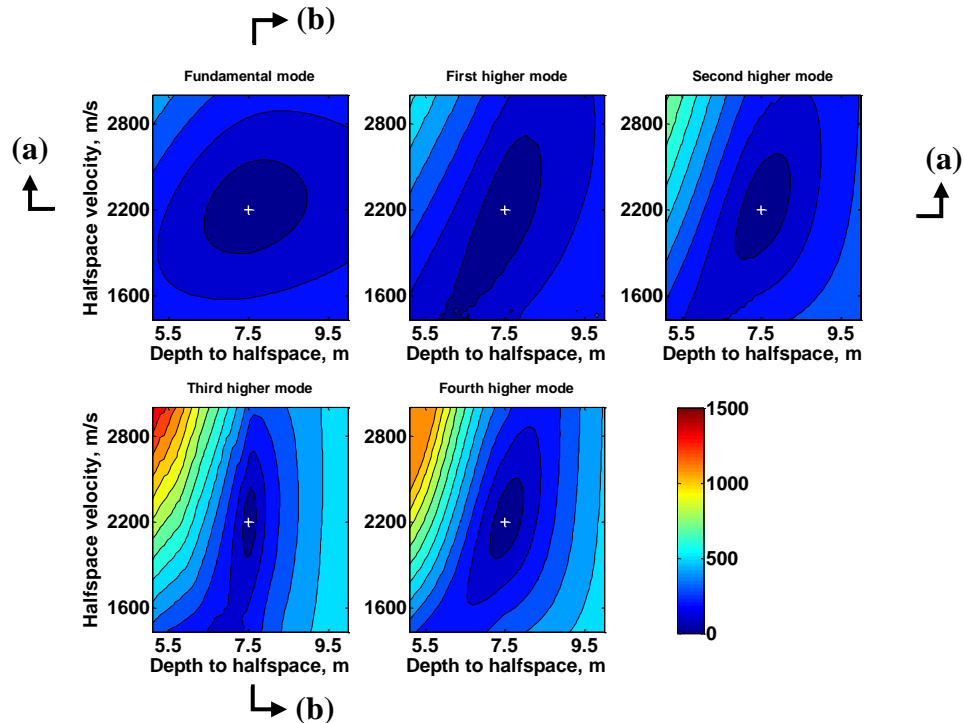 (b)
Fundamental mode
First higher mode
Second higher mode
(a)
(a)
Halfspace velocity, m/s
2800
2200
1600
2800
2200
1600
2800
2200
1600
5.5 7.5 9.5
5.5 7.5 9.5
5.5 7.5 9.5
Depth to halfspace, m
Depth to halfspace, m
Depth to halfspace, m
Third higher mode
Fourth higher mode
Halfspace velocity, m/s
2800
2200
1600
2800
2200
1600
1500
1000
500
0
5.5 7.5 9.5
5.5 7.5 9.5
Depth to halfspace, m
Depth to halfspace, m
(b)